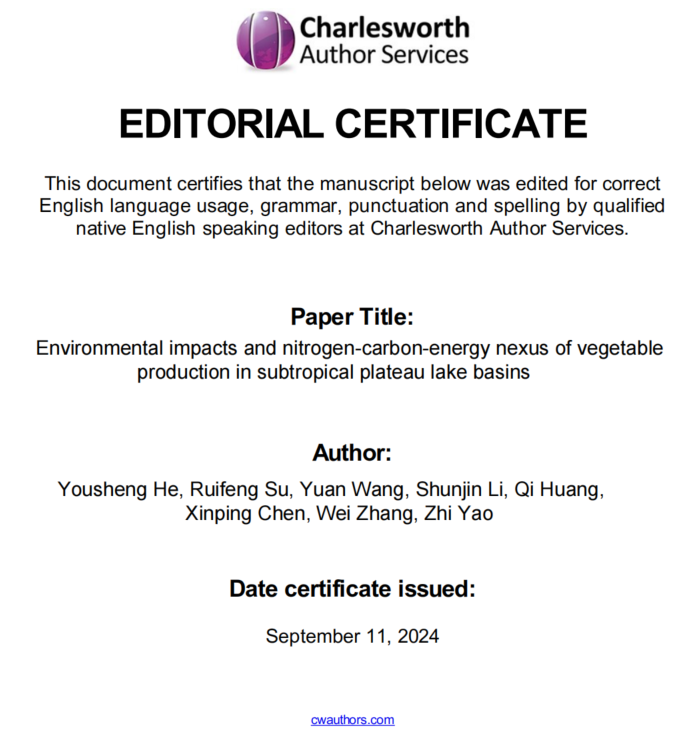 Charlesworth
Author Services
EDITORIAL CERTIFICATE
This document certifies that the manuscript below was edited for correct
English language usage, grammar, punctuation and spelling by qualified
native English speaking editors at Charlesworth Author Services.
Paper Title:
Environmental impacts and nitrogen-carbon-energy nexus of vegetable
production in subtropical plateau lake basins
Author:
Yousheng He, Ruifeng Su, Yuan Wang, Shunjin Li, Qi Huang,
Xinping Chen, Wei Zhang, Zhi Yao
Date certificate issued:
September 11, 2024
cwauthors.com